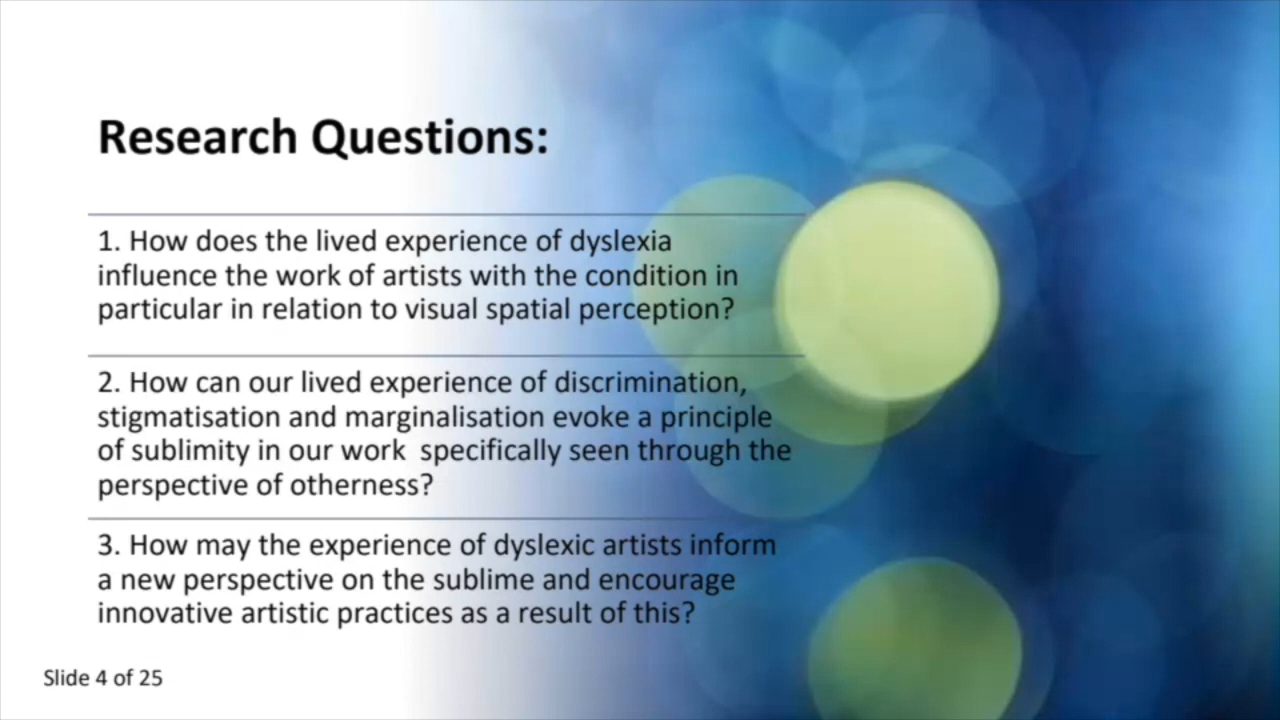 Research Questions:
1. How does the lived experience of dyslexia
influence the work of artists with the condition in
particular in relation to visual spatial perception?
2. How can our lived experience of discrimination,
stigmatisation and marginalisation evoke a principle
of sublimity in our work  specifically seen through the
perspective of otherness?
3. How may the experience of dyslexic artists inform
a new perspective on the sublime and encourage
innovative artistic practices as a result of this?
Slide 4 of 25